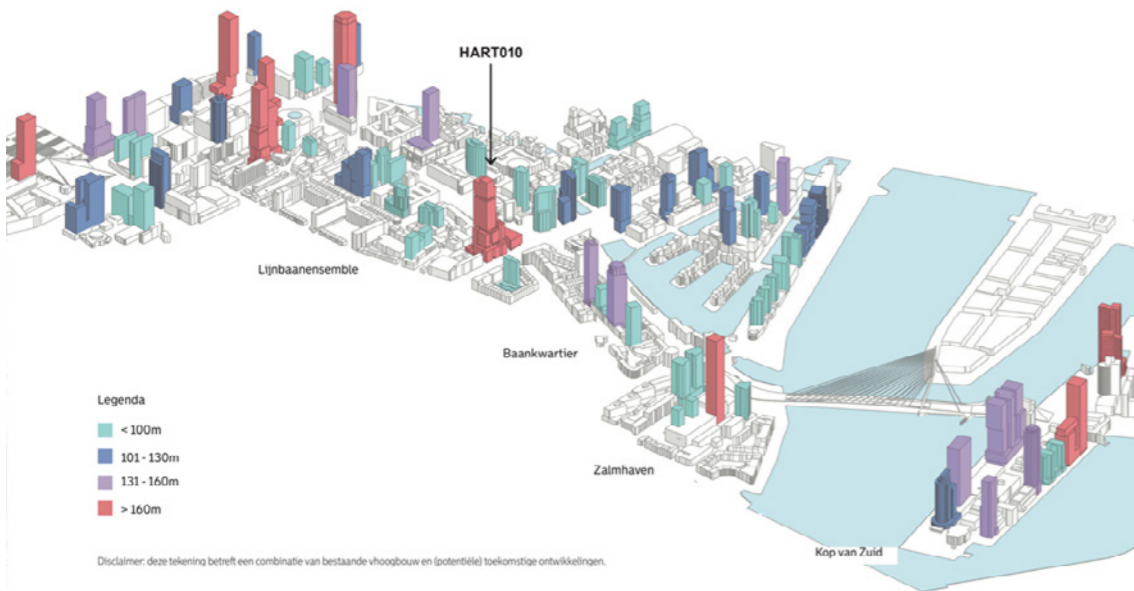 HART010
Lijnbaanensemble
Baankwartier
Zalmhaven
Kop van Zuid
Legenda
< 100m
101 - 130m
131 - 160m
> 160m
Disclaimer: deze tekening betreft een combinatie van bestaande vhoogbouw en (potentiële) toekomstige ontwikkelingen.